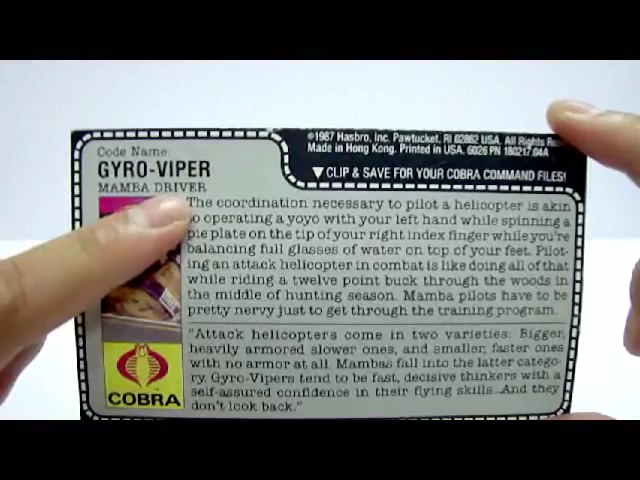 ©1987 Hasbro, Inc. Pawtucket, RI 02862 USA. All Rights
Made in Hong Kong. Printed in USA. 6026 PN 180217.04A
▼ CLIP & SAVE FOR YOUR COBRA COMMAND FILES!
Code Name:
GYRO-VIPER
MAMBA DRIVER
The coordination necessary to pilot a helicopter is akin
to operating a yoyo with your left hand while spinning a
pie plate on the tip of your right index finger while you're
balancing full glasses of water on top of your feet. Pilot-
ing an attack helicopter in combat is like doing all of that
while riding a twelve point buck through the woods in
the middle of hunting season. Mamba pilots have to be
pretty nervy just to get through the training program.
"Attack helicopters come in two varieties: Bigger,
heavily armored slower ones, and smaller, faster ones
with no armor at all. Mambas fall into the latter catego-
ry. Gyro-Vipers tend to be fast, decisive thinkers with a
self-assured confidence in their flying skills...And they
don't look back."
COBRA